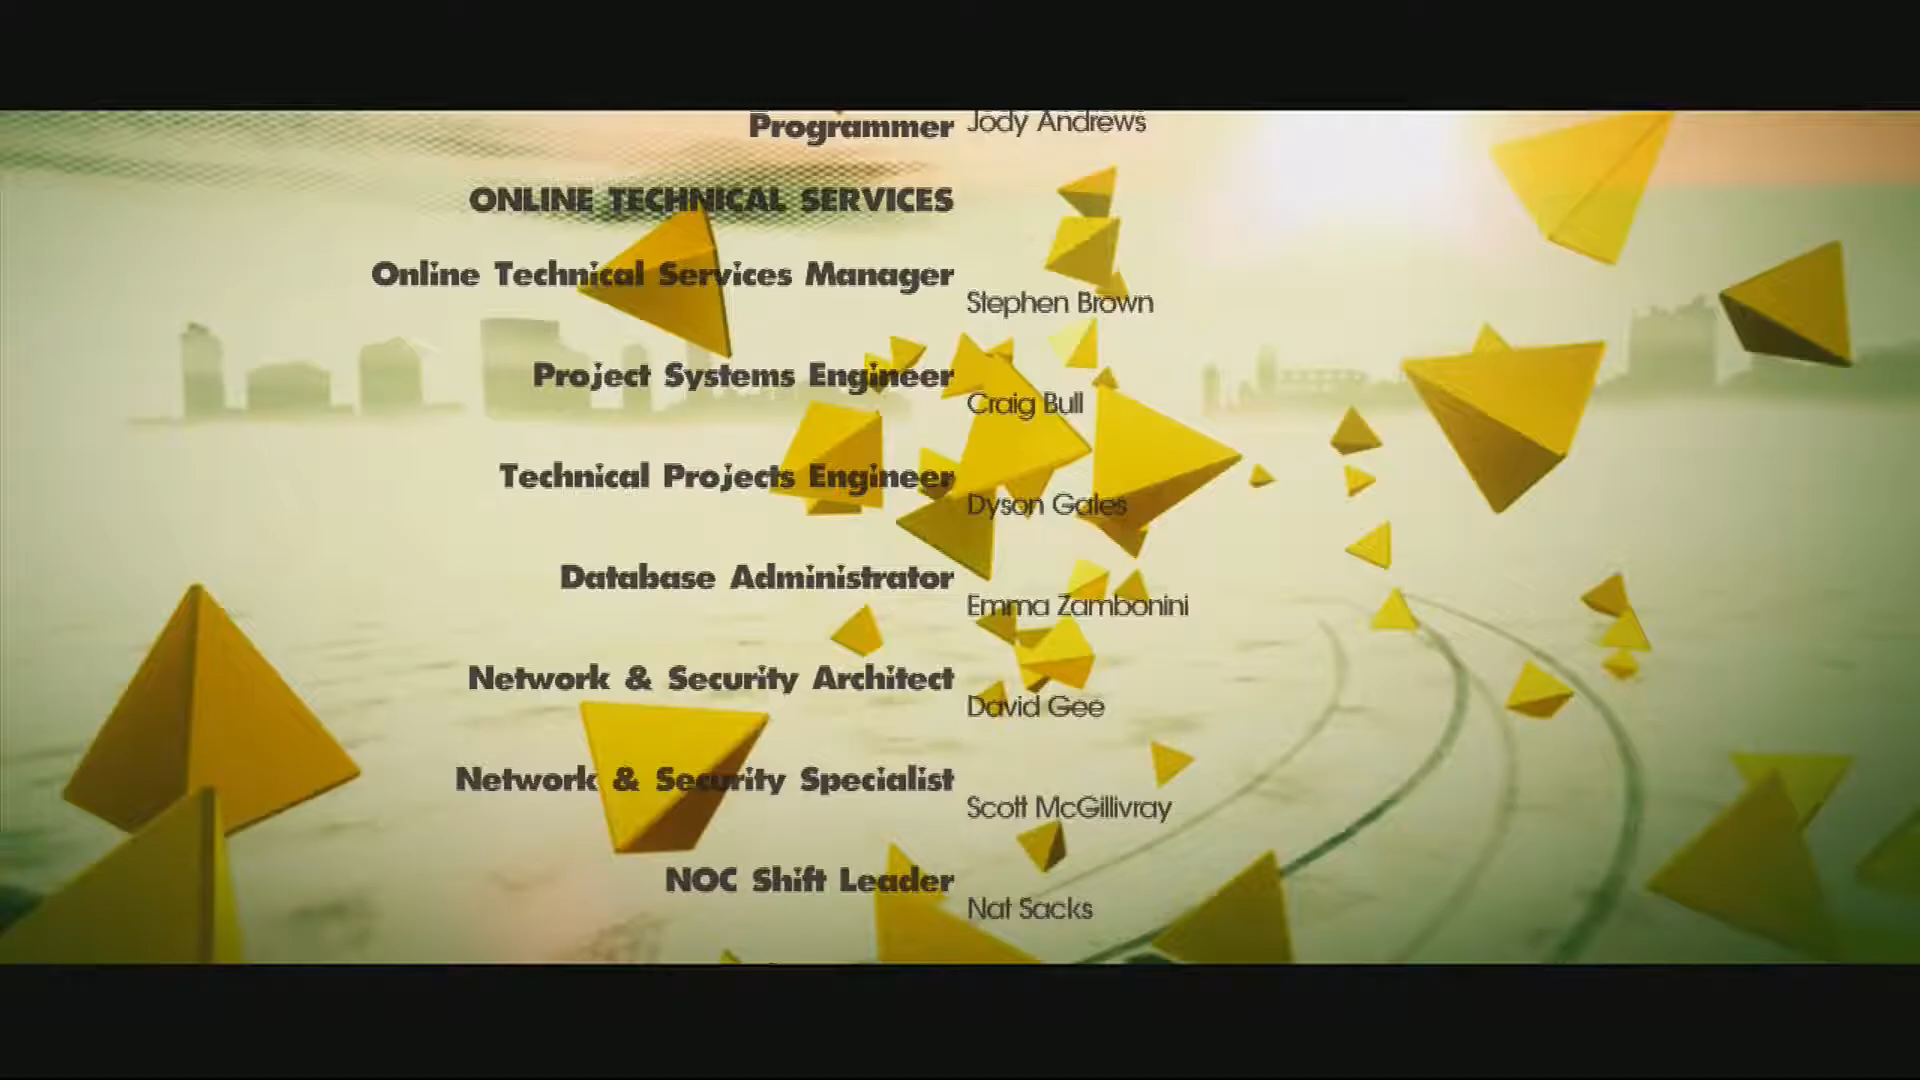 Programmer
Jody Andrews
ONLINE TECHNICAL SERVICES
Online Technical Services Manager
Stephen Brown
Project Systems Engineer
Craig Bull
Technical Projects Engineer
Dyson Gales
Database Administrator
Emma Zambonini
Network & Security Architect
David Gee
Network & Security Specialist
Scott McGillivray
NOC Shift Leader
Nat Sacks